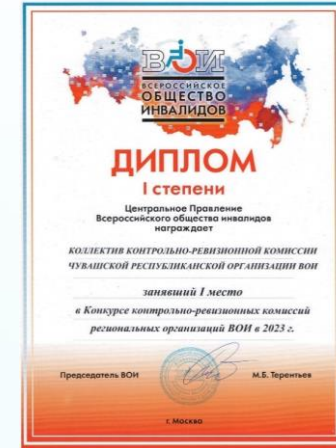 ВОИ
ВСЕРОССИЙСКОЕ
ОБЩЕСТВО
ИНВАЛИДОВ
ДИПЛОМ
I степени
Центральное Правление
Всероссийского общества инвалидов
награждает
КОЛЛЕКТИВ КОНТРОЛЬНО-РЕВИЗИОННОЙ КОМИССИИ
ЧУВАШСКОЙ РЕСПУБЛИКАНСКОЙ ОРГАНИЗАЦИИ ВОИ
занявший I место
в Конкурсе контрольно-ревизионных комиссий
региональных организаций ВОИ в 2023 г.
Председатель ВОИ М.Б. Терентьев
г. Москва